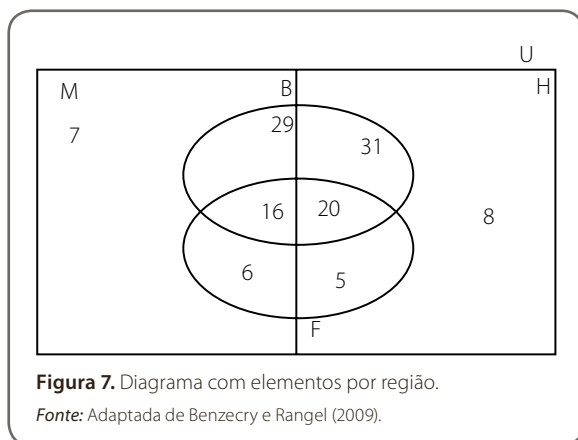 U
M B H
7 29 31
16 20 8
6 5
F
Figura 7. Diagrama com elementos por região.
Fonte: Adaptada de Benzecry e Rangel (2009).